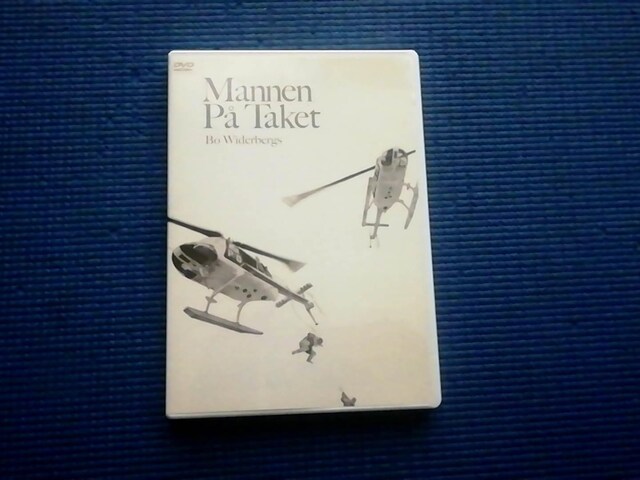 DVD
Mannen
På Taket
Bo Widerbergs